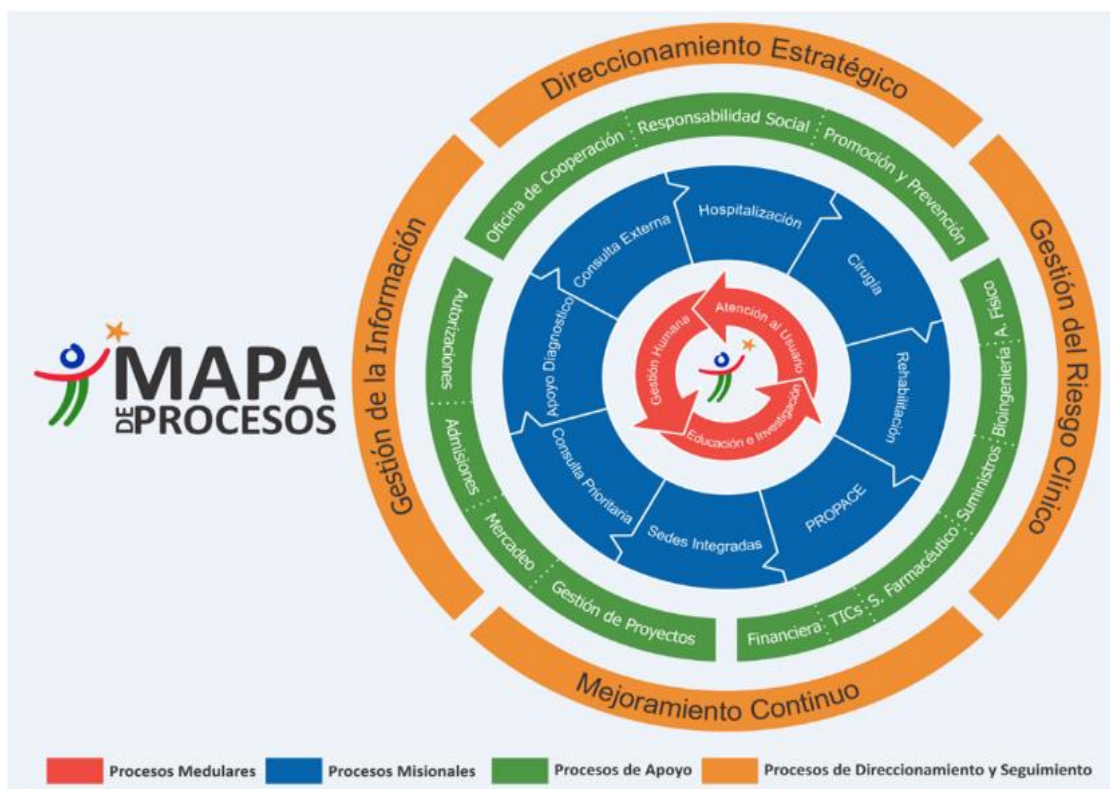 MAPA
DE PROCESOS
Direccionamiento Estratégico
Gestión del Riesgo Clínico
Mejoramiento Continuo
Gestión de la Información
Oficina de Cooperación
Responsabilidad Social
Promoción y Prevención
A. Físico
Bioingeniería
Suministros
S. Farmacéutico
TICs
Financiera
Gestión de Proyectos
Mercadeo
Admisiones
Autorizaciones
Hospitalización
Cirugía
Rehabilitación
PROPACE
Sedes Integradas
Consulta Prioritaria
Apoyo Diagnostico
Consulta Externa
Atención al Usuario
Educación e Investigación
Gestión Humana
Procesos Medulares
Procesos Misionales
Procesos de Apoyo
Procesos de Direccionamiento y Seguimiento